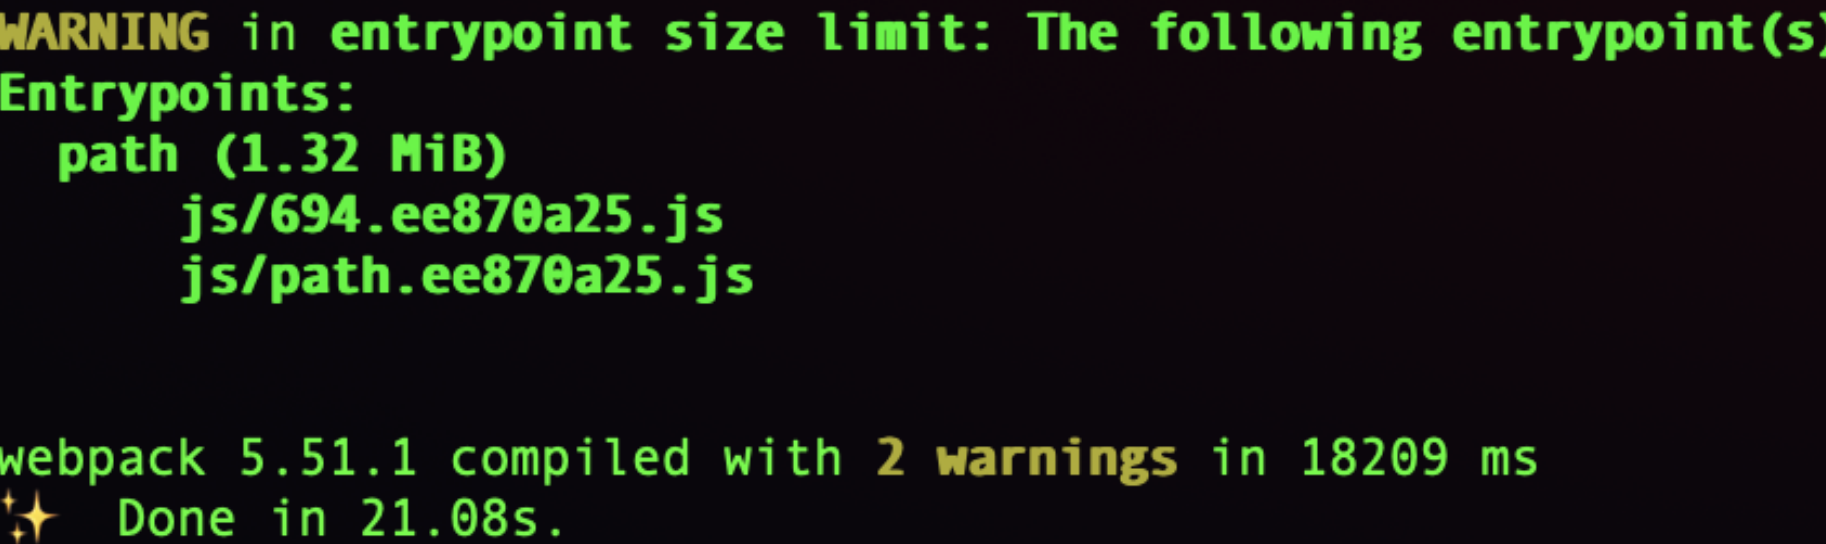 WARNING in entrypoint size limit: The following entrypoint(s)
Entrypoints:
path (1.32 MiB)
js/694.ee870a25.js
js/path.ee870a25.js
webpack 5.51.1 compiled with 2 warnings in 18209 ms
✨ Done in 21.08s.